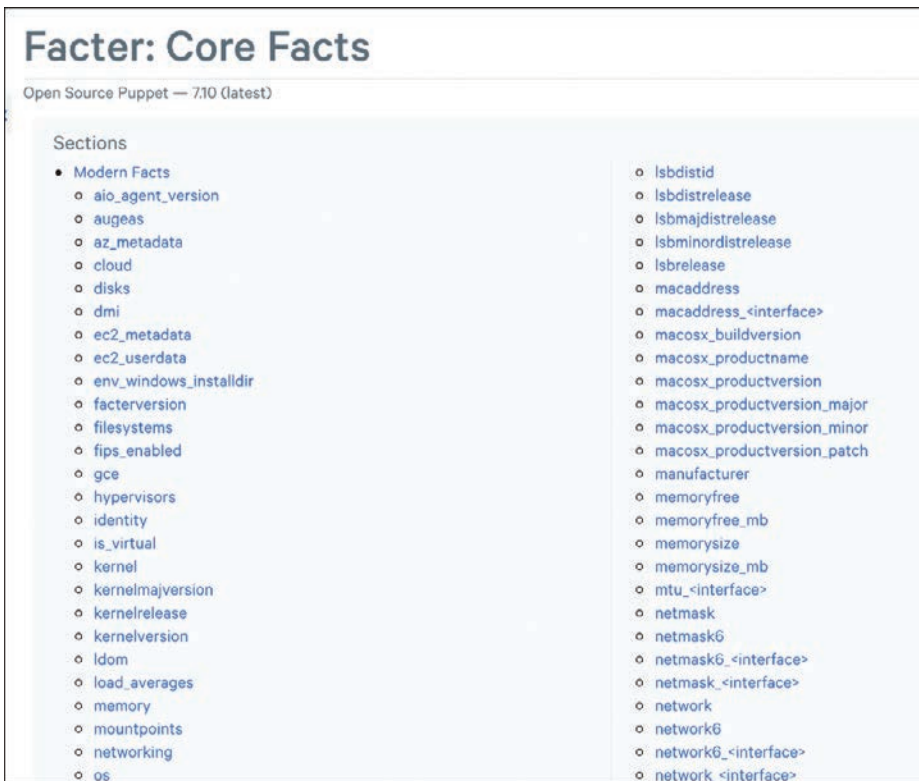 Facter: Core Facts
Open Source Puppet — 7.10 (latest)
Sections
Modern Facts
aio_agent_version
augeas
az_metadata
cloud
disks
dmi
ec2_metadata
ec2_userdata
env_windows_installdir
facterversion
filesystems
fips_enabled
gce
hypervisors
identity
is_virtual
kernel
kernelmajversion
kernelrelease
kernelversion
ldom
load_averages
memory
mountpoints
networking
os
lsbdistid
lsbdistrelease
lsbmajdistrelease
lsbminordistrelease
lsbrelease
macaddress
macaddress_<interface>
macosx_buildversion
macosx_productname
macosx_productversion
macosx_productversion_major
macosx_productversion_minor
macosx_productversion_patch
manufacturer
memoryfree
memoryfree_mb
memorysize
memorysize_mb
mtu_<interface>
netmask
netmask6
netmask6_<interface>
netmask_<interface>
network
network6
network6_<interface>
network_<interface>